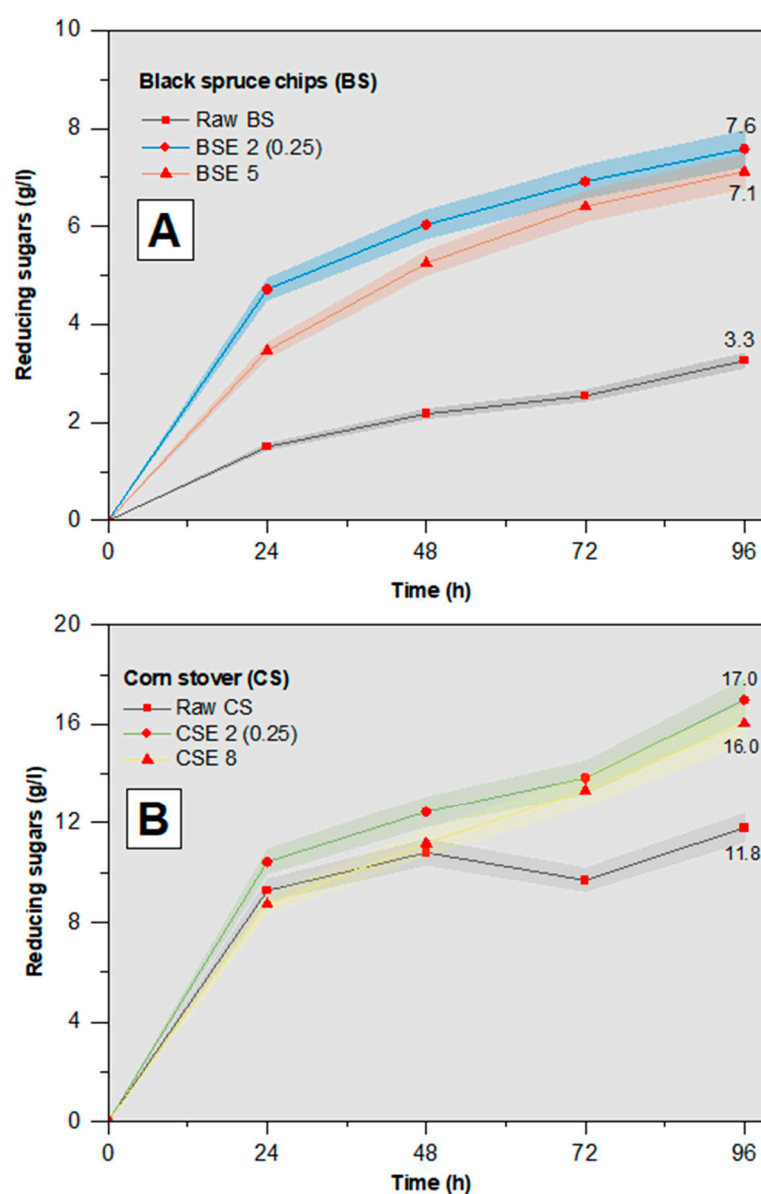 10
Black spruce chips (BS)
Raw BS
BSE 2 (0.25)
BSE 5
A
8
6
4
2
0
7.6
7.1
3.3
Reducing sugars (g/l)
0 24 48 72 96
Time (h)
20
Corn stover (CS)
Raw CS
CSE 2 (0.25)
CSE 8
B
16
12
8
4
0
17.0
16.0
11.8
Reducing sugars (g/l)
0 24 48 72 96
Time (h)